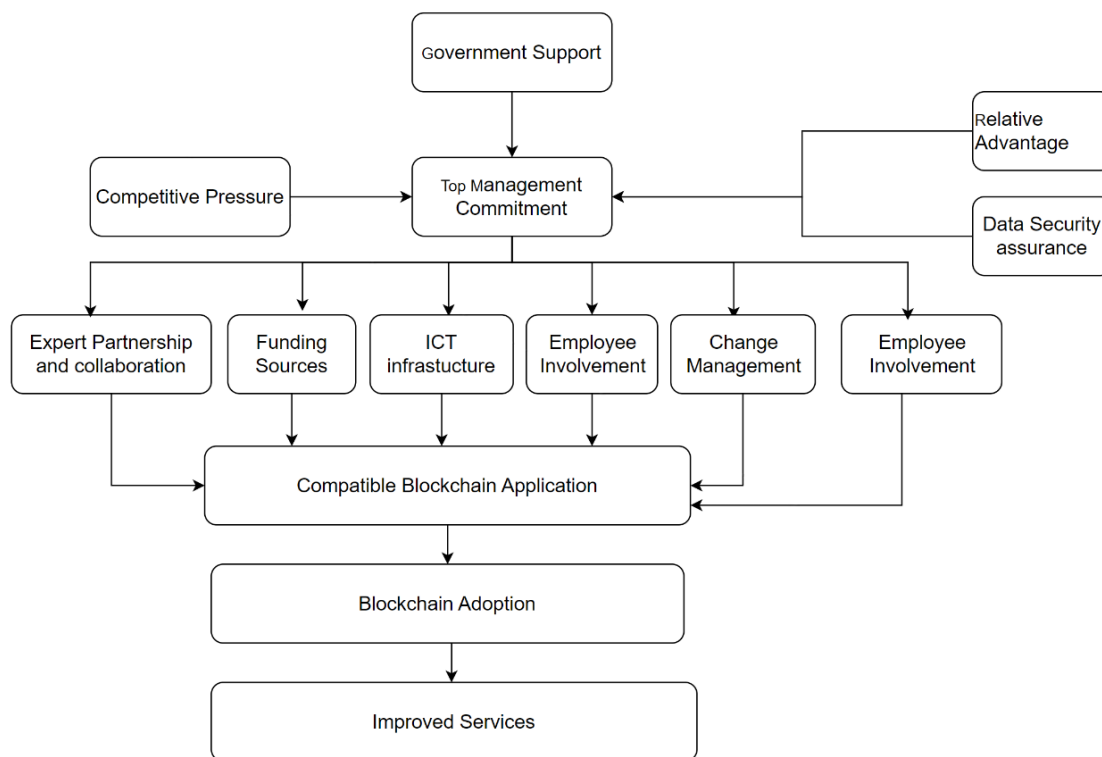 Government Support
Relative
Advantage
Competitive Pressure
Top Management
Commitment
Data Security
assurance
Expert Partnership
and collaboration
Funding
Sources
ICT
infrastucture
Employee
Involvement
Change
Management
Employee
Involvement
Compatible Blockchain Application
Blockchain Adoption
Improved Services